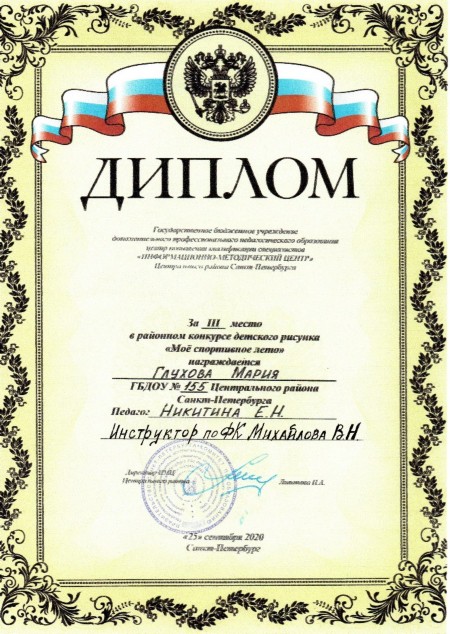 ДИПЛОМ
Государственное бюджетное учреждение
дополнительного профессионального педагогического образования
центр повышения квалификации специалистов
«ИНФОРМАЦИОННО-МЕТОДИЧЕСКИЙ ЦЕНТР»
Центрального района Санкт-Петербурга
За III место
в районном конкурсе детского рисунка
«Моё спортивное лето»
награждается
Глухова Мария
ГБДОУ № 155 Центрального района
Санкт-Петербурга
Педагог Никитина Е.Н.
Инструктор по ФК Михайлова В.Н
Директор ИМЦ
Центрального района Липатова И.А.
«25» сентября 2020
Санкт-Петербург